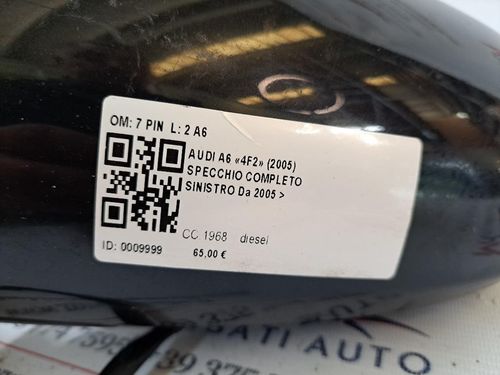 OM: 7 PIN L: 2 A6
AUDI A6 «4F2» (2005)
SPECCHIO COMPLETO
SINISTRO Da 2005 >
CC 1968 diesel
ID: 0009999
65,00 €
SATI AUTO